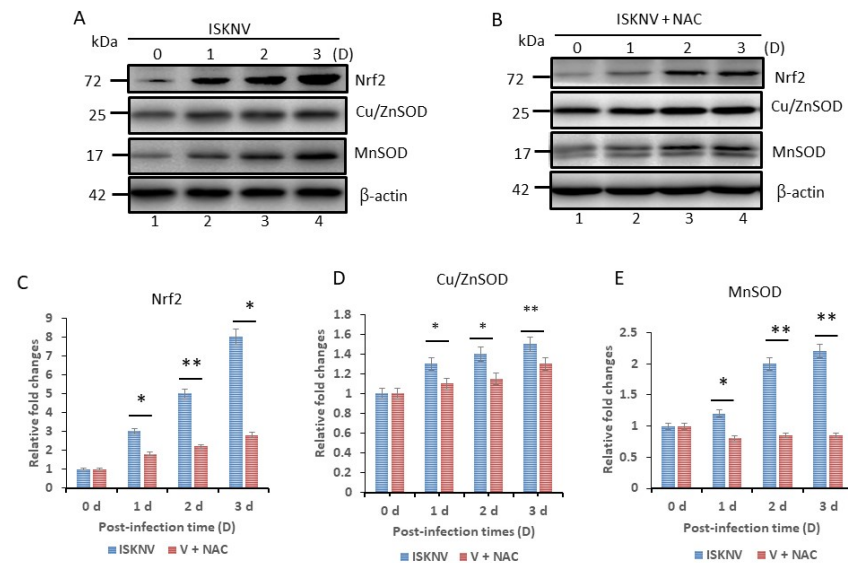 A
ISKNV
kDa
0 1 2 3 (D)
72 Nrf2
25 Cu/ZnSOD
17 MnSOD
42 β-actin
1 2 3 4
B
ISKNV + NAC
kDa
0 1 2 3 (D)
72 Nrf2
25 Cu/ZnSOD
17 MnSOD
42 β-actin
1 2 3 4
C
Nrf2
Relative fold changes
9
8
7
6
5
4
3
2
1
0
*
**
*
0 d 1 d 2 d 3 d
Post-infection time (D)
ISKNV V + NAC
D
Cu/ZnSOD
Relative fold changes
1.8
1.6
1.4
1.2
1
0.8
0.6
0.4
0.2
0
*
*
**
0 d 1 d 2 d 3 d
Post-infection times (D)
ISKNV V + NAC
E
MnSOD
Relative fold changes
2.5
2
1.5
1
0.5
0
*
**
**
0 d 1 d 2 d 3 d
Post-infection time (D)
ISKNV V + NAC